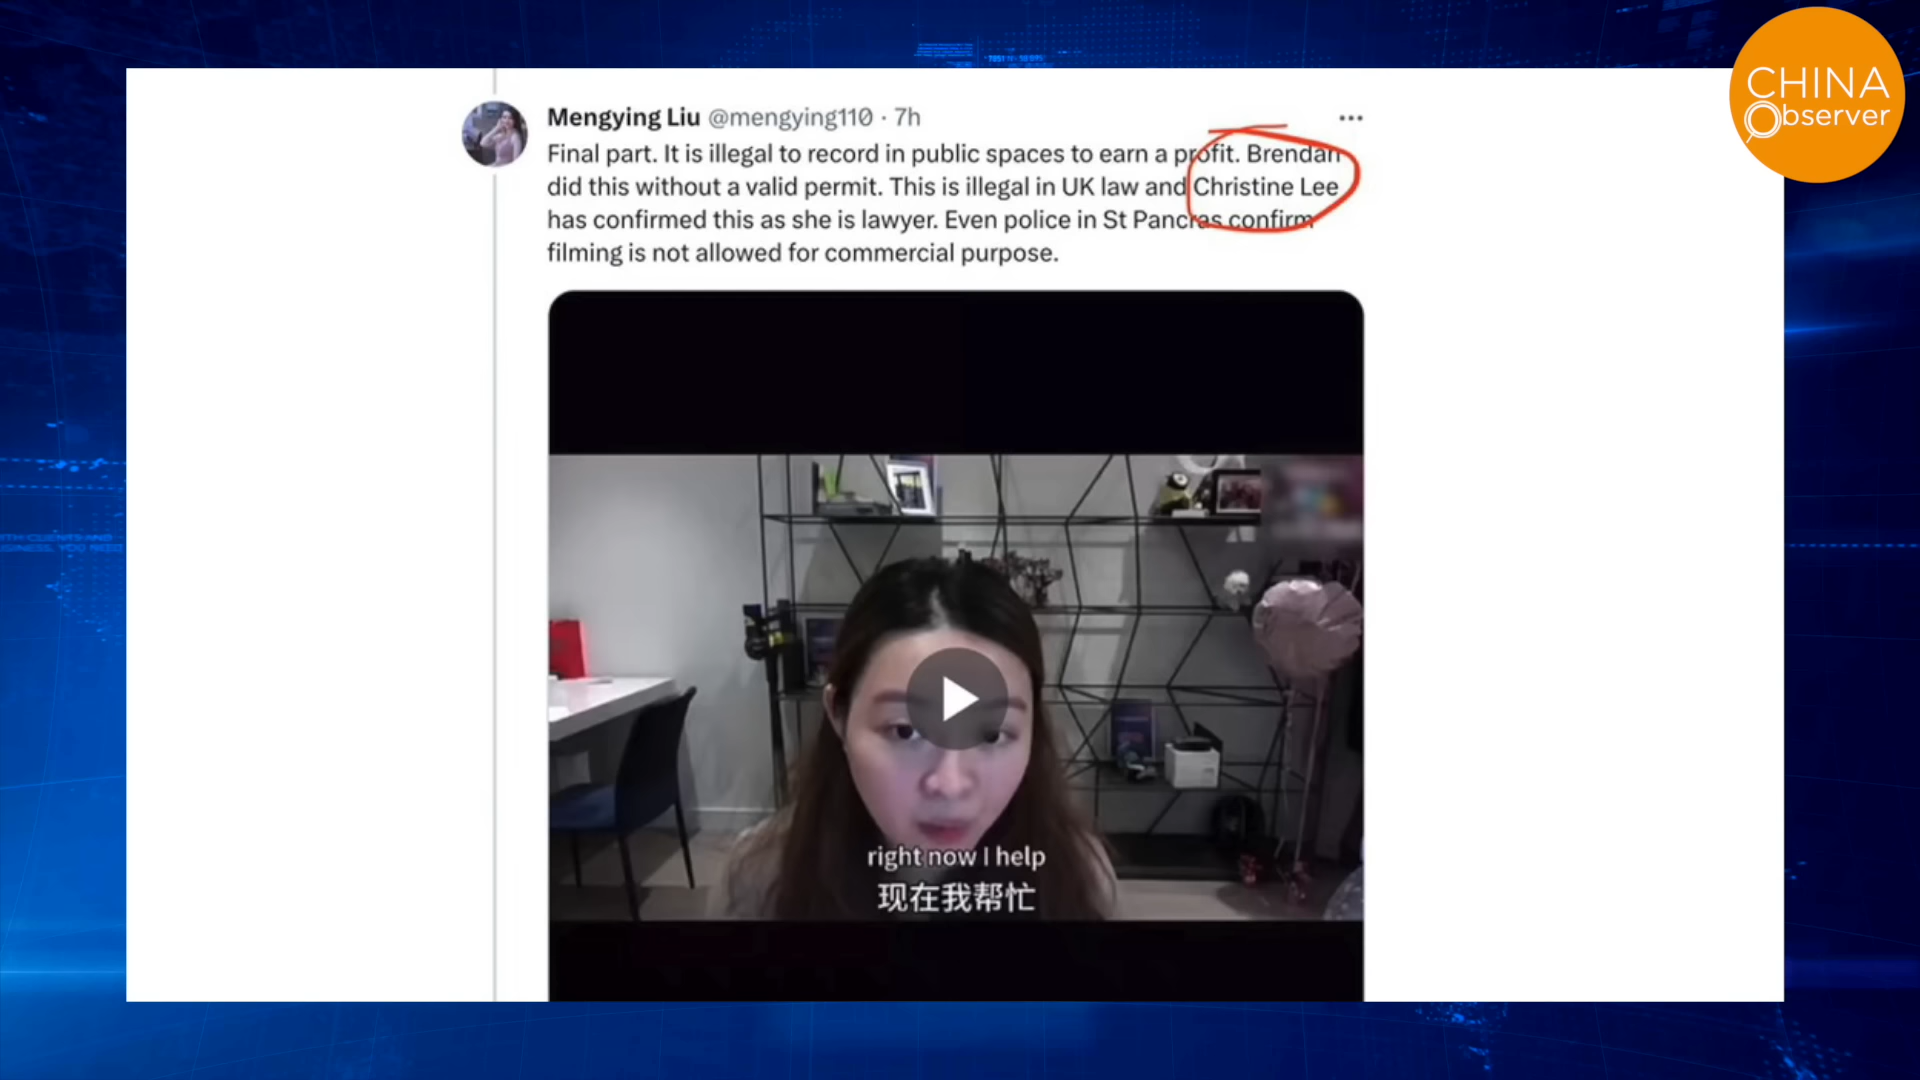 CHINA
Observer
Mengying Liu @mengying110 · 7h
Final part. It is illegal to record in public spaces to earn a profit. Brendan
did this without a valid permit. This is illegal in UK law and Christine Lee
has confirmed this as she is lawyer. Even police in St Pancras confirm
filming is not allowed for commercial purpose.
right now I help
现在我帮忙